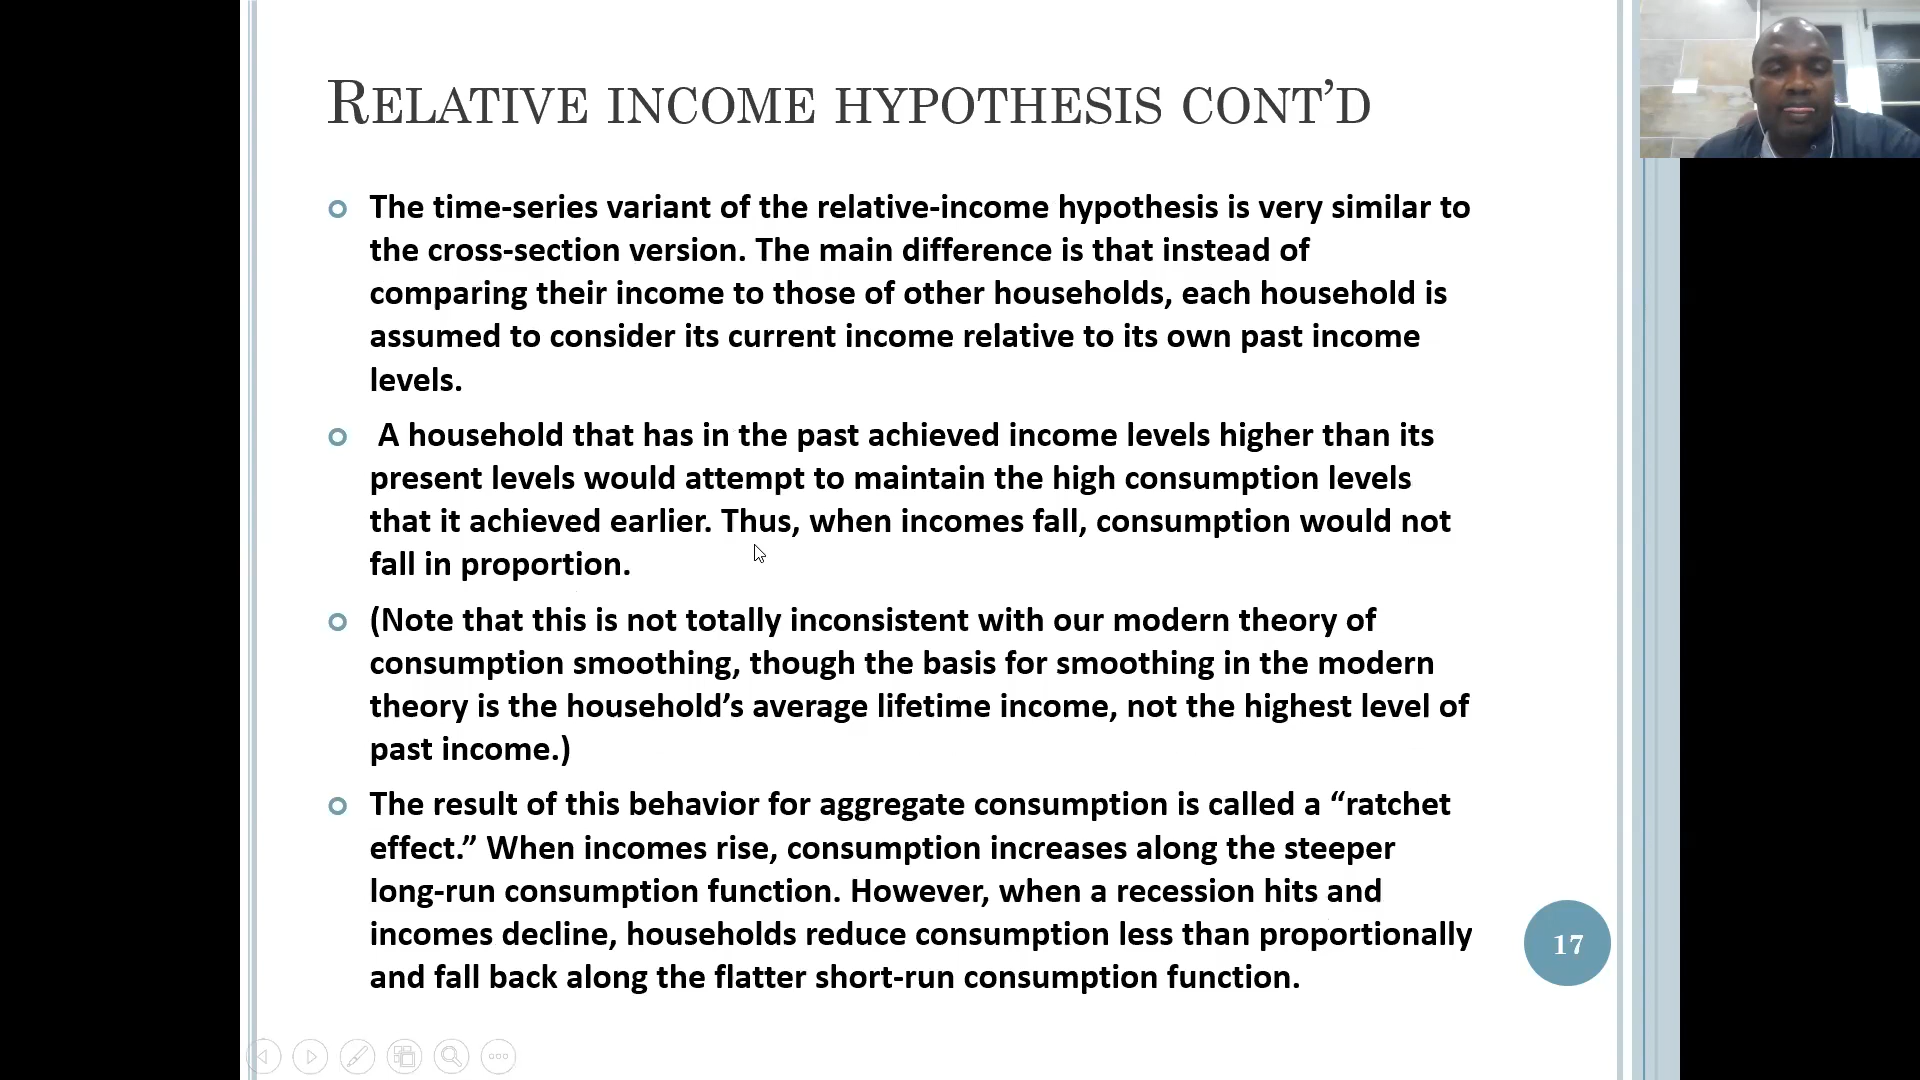 RELATIVE INCOME HYPOTHESIS CONT’D
The time-series variant of the relative-income hypothesis is very similar to
the cross-section version. The main difference is that instead of
comparing their income to those of other households, each household is
assumed to consider its current income relative to its own past income
levels.
A household that has in the past achieved income levels higher than its
present levels would attempt to maintain the high consumption levels
that it achieved earlier. Thus, when incomes fall, consumption would not
fall in proportion.
(Note that this is not totally inconsistent with our modern theory of
consumption smoothing, though the basis for smoothing in the modern
theory is the household’s average lifetime income, not the highest level of
past income.)
The result of this behavior for aggregate consumption is called a “ratchet
effect.” When incomes rise, consumption increases along the steeper
long-run consumption function. However, when a recession hits and
incomes decline, households reduce consumption less than proportionally
and fall back along the flatter short-run consumption function.
17